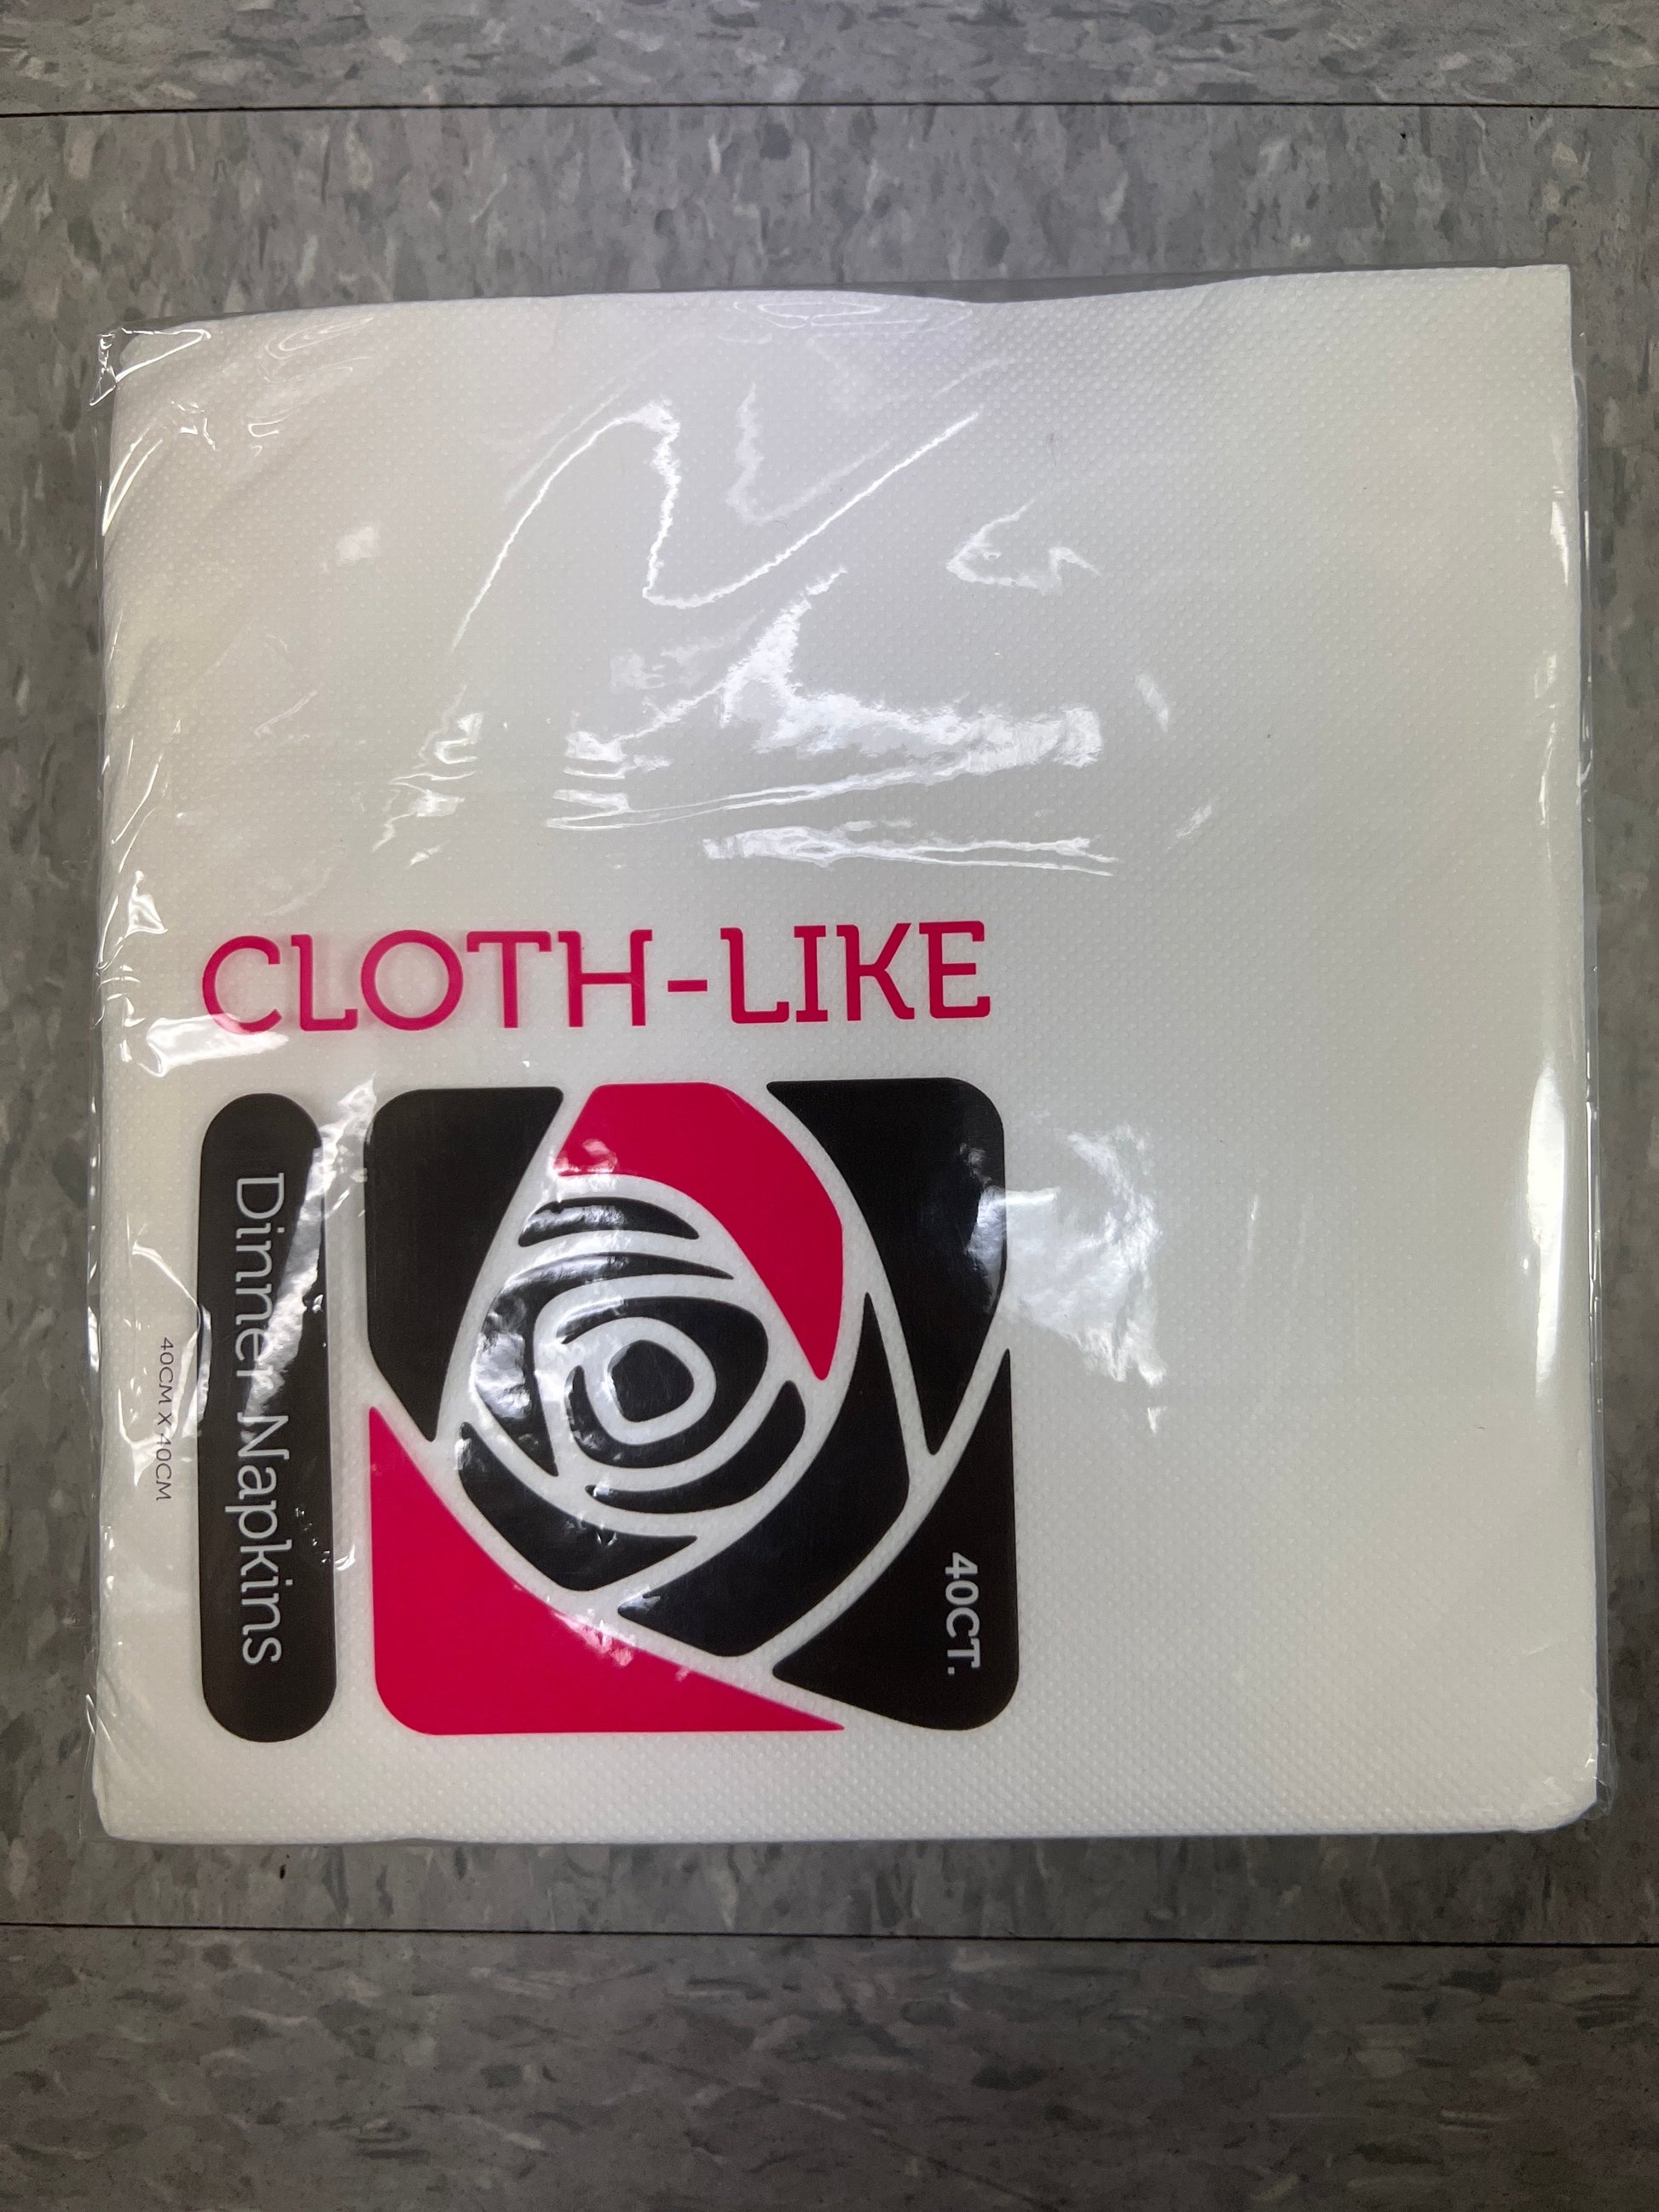 CLOTH-LIKE
40CT.
Dinner Napkins
40CM X 40CM